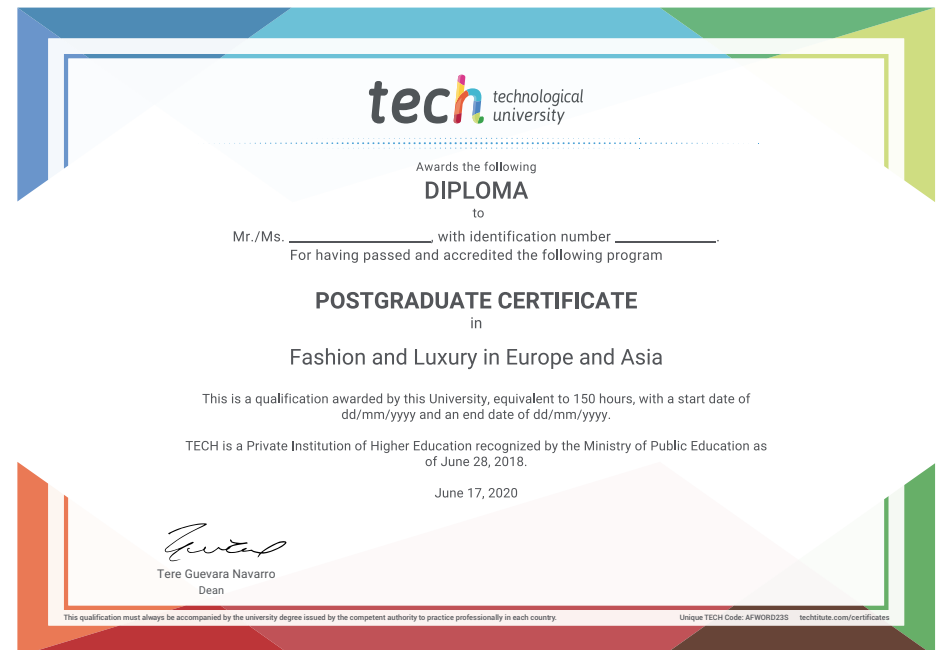 tech technological
university
Awards the following
DIPLOMA
to
Mr./Ms. ____________, with identification number ____________.
For having passed and accredited the following program
POSTGRADUATE CERTIFICATE
in
Fashion and Luxury in Europe and Asia
This is a qualification awarded by this University, equivalent to 150 hours, with a start date of
dd/mm/yyyy and an end date of dd/mm/yyyy.
TECH is a Private Institution of Higher Education recognized by the Ministry of Public Education as
of June 28, 2018.
June 17, 2020
Tere Guevara Navarro
Dean
This qualification must always be accompanied by the university degree issued by the competent authority to practice professionally in each country.
Unique TECH Code: AFWORD23S techtitute.com/certificates